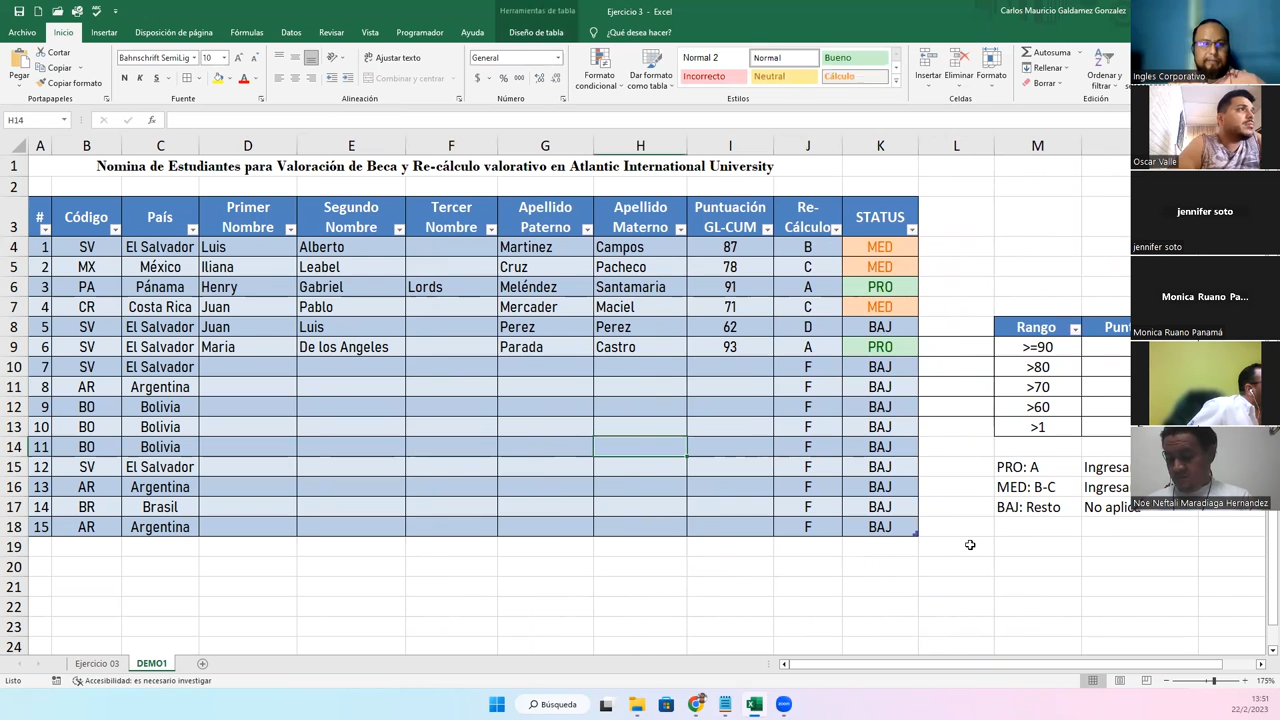 Herramientas de tabla
Ejercicio 3 - Excel
Carlos Mauricio Galdamez Gonzalez
Archivo Inicio Insertar Disposición de página Fórmulas Datos Revisar Vista Programador Ayuda Diseño de tabla ¿Qué desea hacer?
Pegar
Cortar
Copiar
Copiar formato
Portapapeles
Bahnschrift SemiLig 10
N K S
Fuente
Ajustar texto
Combinar y centrar
Alineación
General
$ % 000
Número
Formato condicional
Dar formato como tabla
Normal 2 Normal Bueno
Incorrecto Neutral Cálculo
Estilos
Insertar Eliminar Formato
Celdas
Autosuma
Rellenar
Borrar
Ordenar y filtrar
Edición
H14 fx
A B C D E F G H I J K L M
1 Nomina de Estudiantes para Valoración de Beca y Re-cálculo valorativo en Atlantic International University
2
3 # Código País Primer Nombre Segundo Nombre Tercer Nombre Apellido Paterno Apellido Materno Puntuación GL-CUM Re-Cálculo STATUS
4 1 SV El Salvador Luis Alberto Martinez Campos 87 B MED
5 2 MX México Iliana Leabel Cruz Pacheco 78 C MED
6 3 PA Pánama Henry Gabriel Lords Meléndez Santamaria 91 A PRO
7 4 CR Costa Rica Juan Pablo Mercader Maciel 71 C MED
8 5 SV El Salvador Juan Luis Perez Perez 62 D BAJ Rango Punt
9 6 SV El Salvador Maria De los Angeles Parada Castro 93 A PRO >=90
10 7 SV El Salvador F BAJ >80
11 8 AR Argentina F BAJ >70
12 9 BO Bolivia F BAJ >60
13 10 BO Bolivia F BAJ >1
14 11 BO Bolivia F BAJ
15 12 SV El Salvador F BAJ PRO: A Ingresa
16 13 AR Argentina F BAJ MED: B-C Ingresa
17 14 BR Brasil F BAJ BAJ: Resto No aplica
18 15 AR Argentina F BAJ
19
20
21
22
23
24
Ejercicio 03 DEMO1
Listo Accesibilidad: es necesario investigar 175%
Búsqueda
13:51
22/2/2023
Ingles Corporativo
Oscar Valle
jennifer soto
jennifer soto
Monica Ruano Pa...
Monica Ruano Panamá
Noe Neftali Maradiaga Hernandez